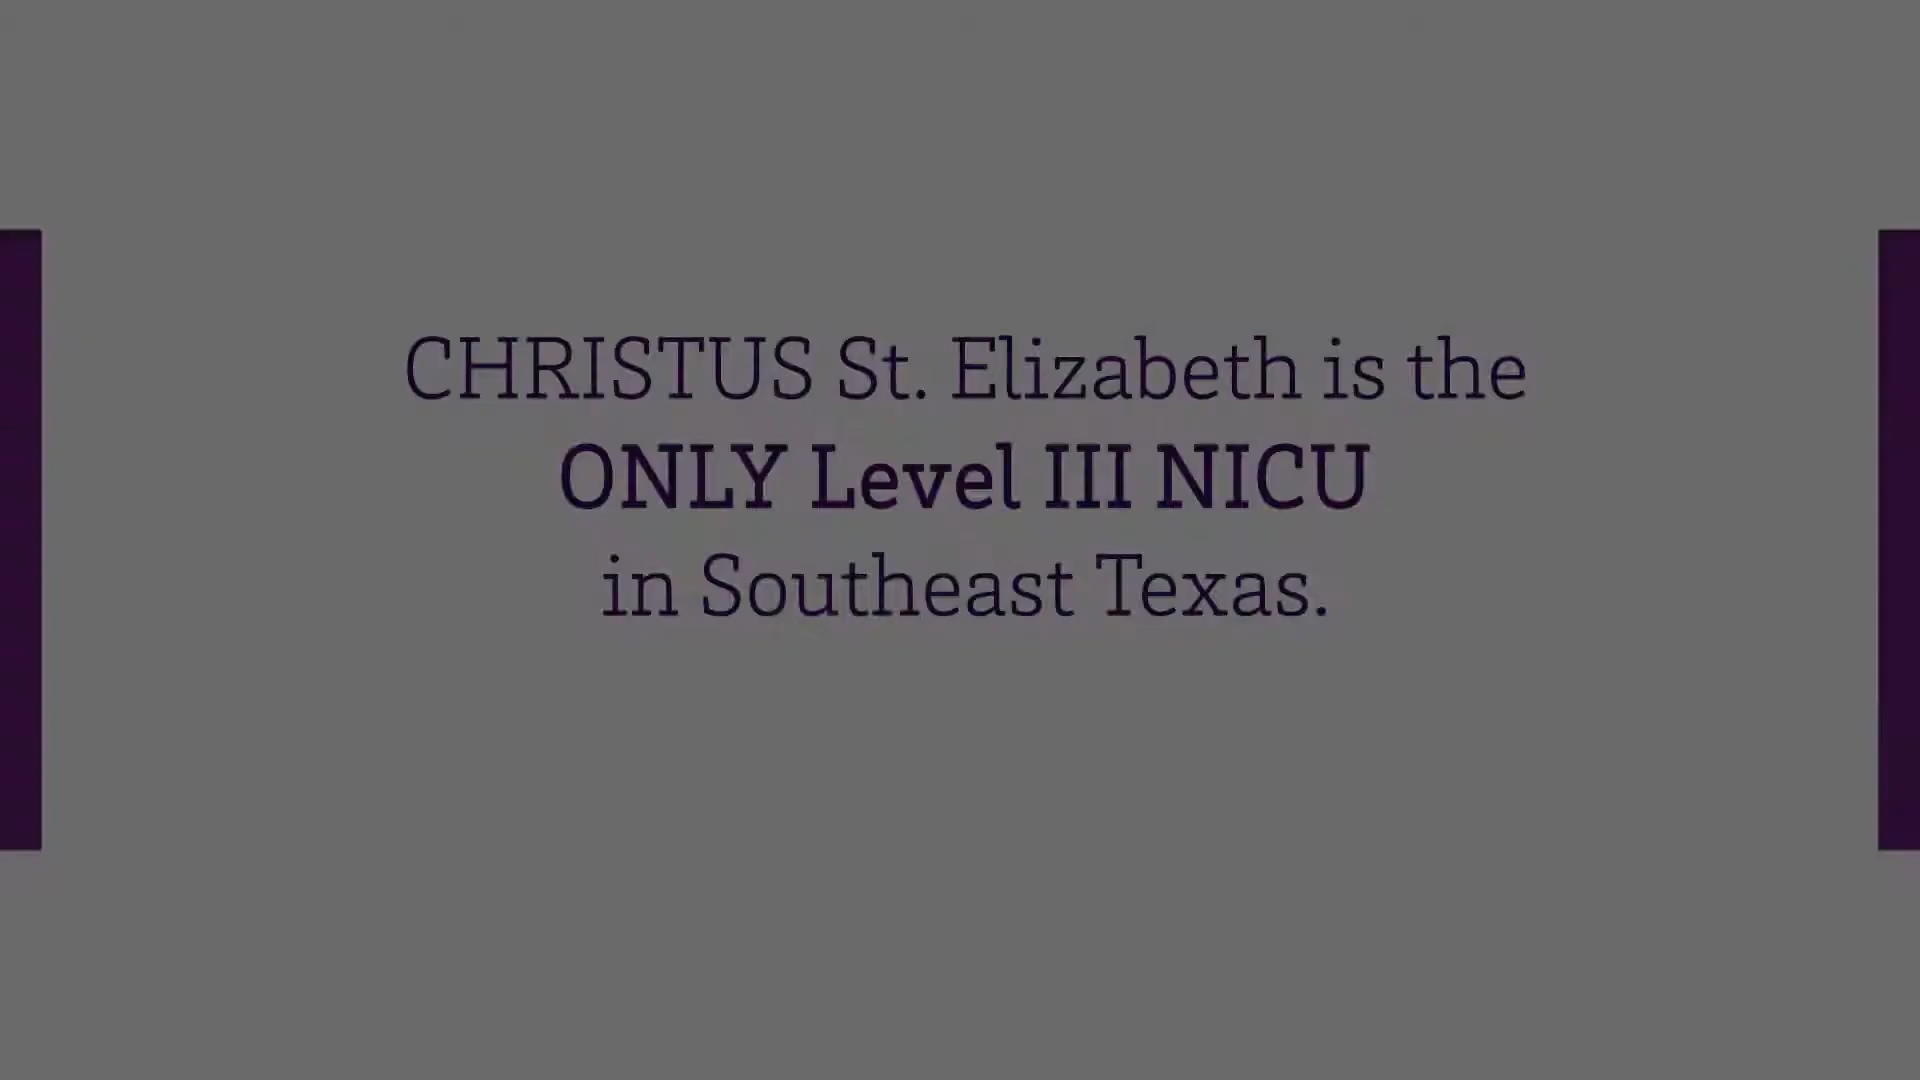 CHRISTUS St. Elizabeth is the
ONLY Level III NICU
in Southeast Texas.